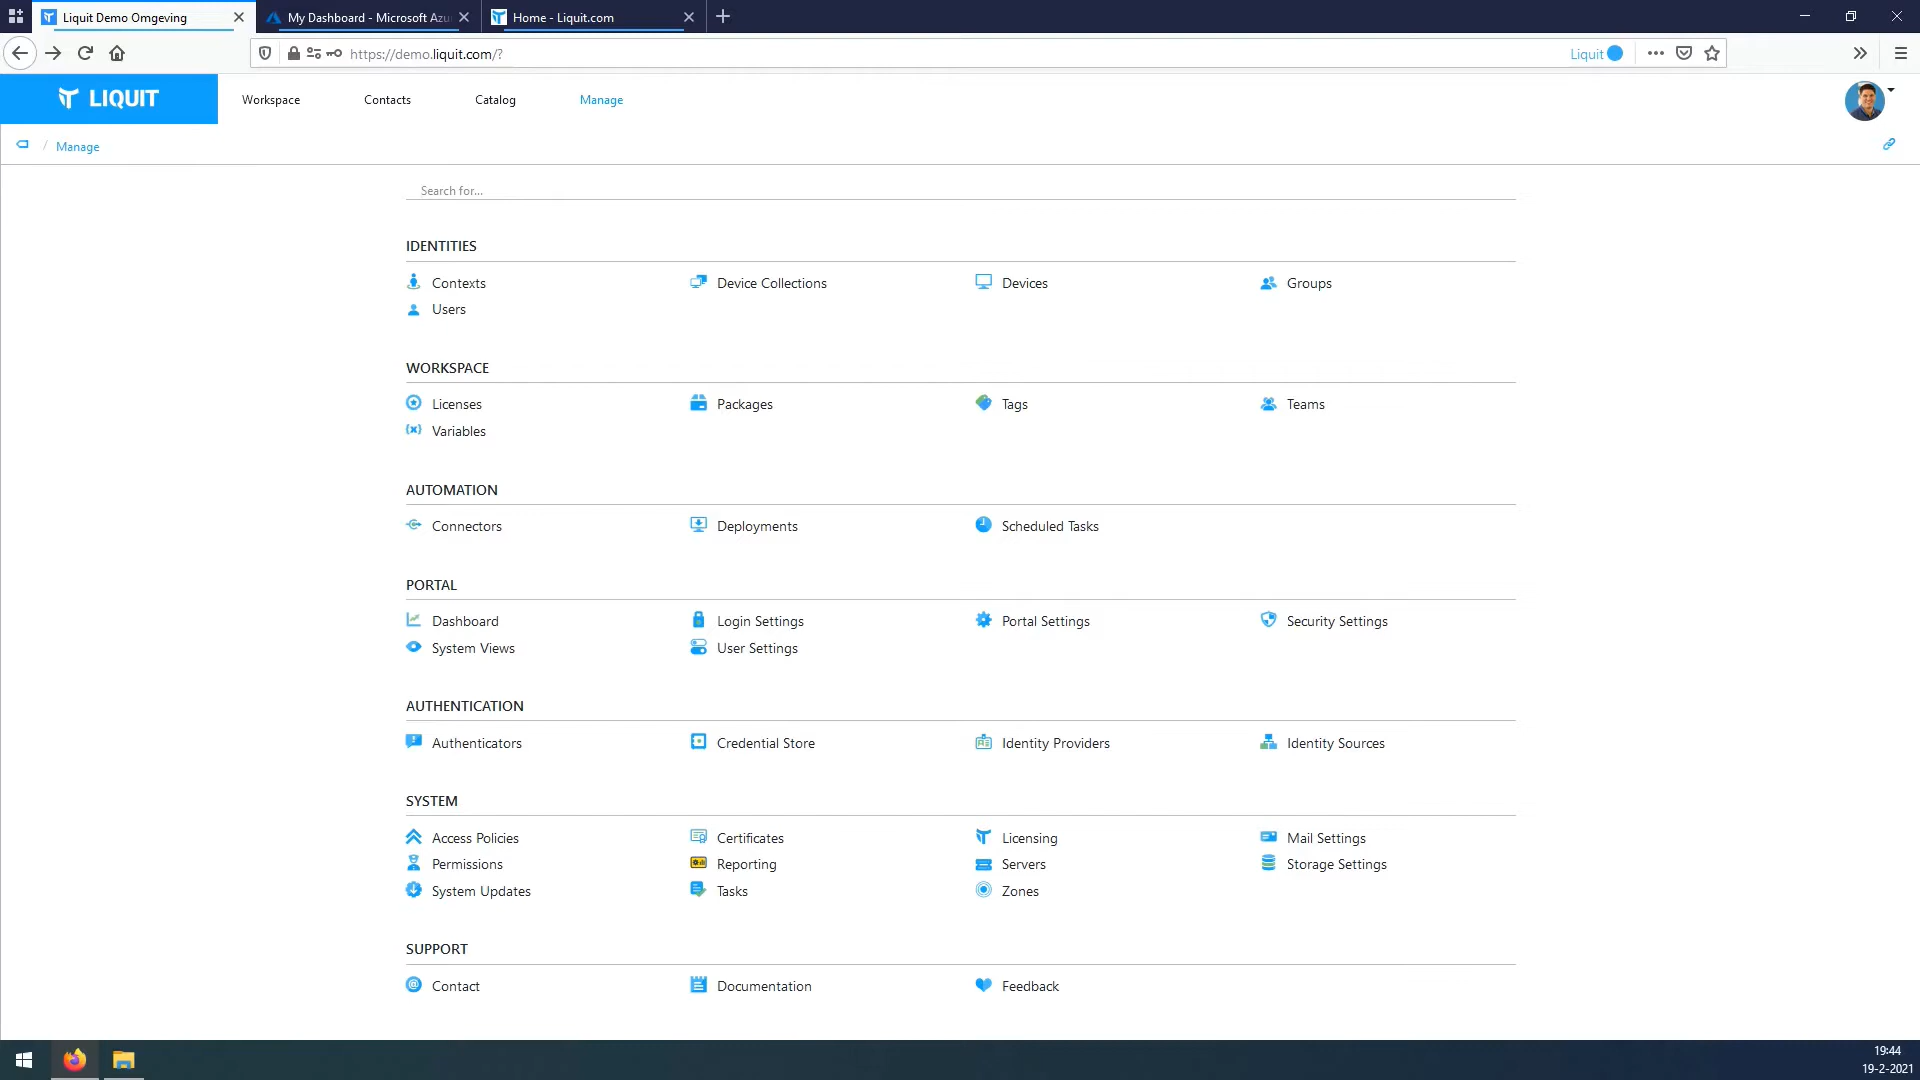 Liquit Demo Omgeving
My Dashboard - Microsoft Azu
Home - Liquit.com
https://demo.liquit.com/?
Liquit
LIQUIT
Workspace
Contacts
Catalog
Manage
/ Manage
Search for...
IDENTITIES
Contexts
Device Collections
Devices
Groups
Users
WORKSPACE
Licenses
Packages
Tags
Teams
Variables
AUTOMATION
Connectors
Deployments
Scheduled Tasks
PORTAL
Dashboard
Login Settings
Portal Settings
Security Settings
System Views
User Settings
AUTHENTICATION
Authenticators
Credential Store
Identity Providers
Identity Sources
SYSTEM
Access Policies
Certificates
Licensing
Mail Settings
Permissions
Reporting
Servers
Storage Settings
System Updates
Tasks
Zones
SUPPORT
Contact
Documentation
Feedback
19:44
19-2-2021